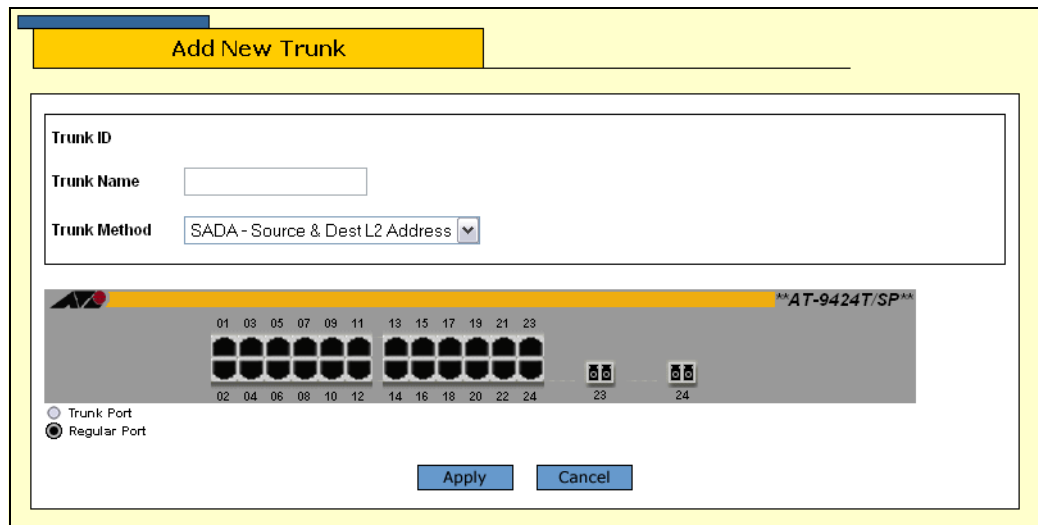 Add New Trunk
Trunk ID
Trunk Name
Trunk Method SADA - Source & Dest L2 Address
**AT-9424T/SP**
01 03 05 07 09 11 13 15 17 19 21 23
02 04 06 08 10 12 14 16 18 20 22 24 23 24
Trunk Port
Regular Port
Apply Cancel